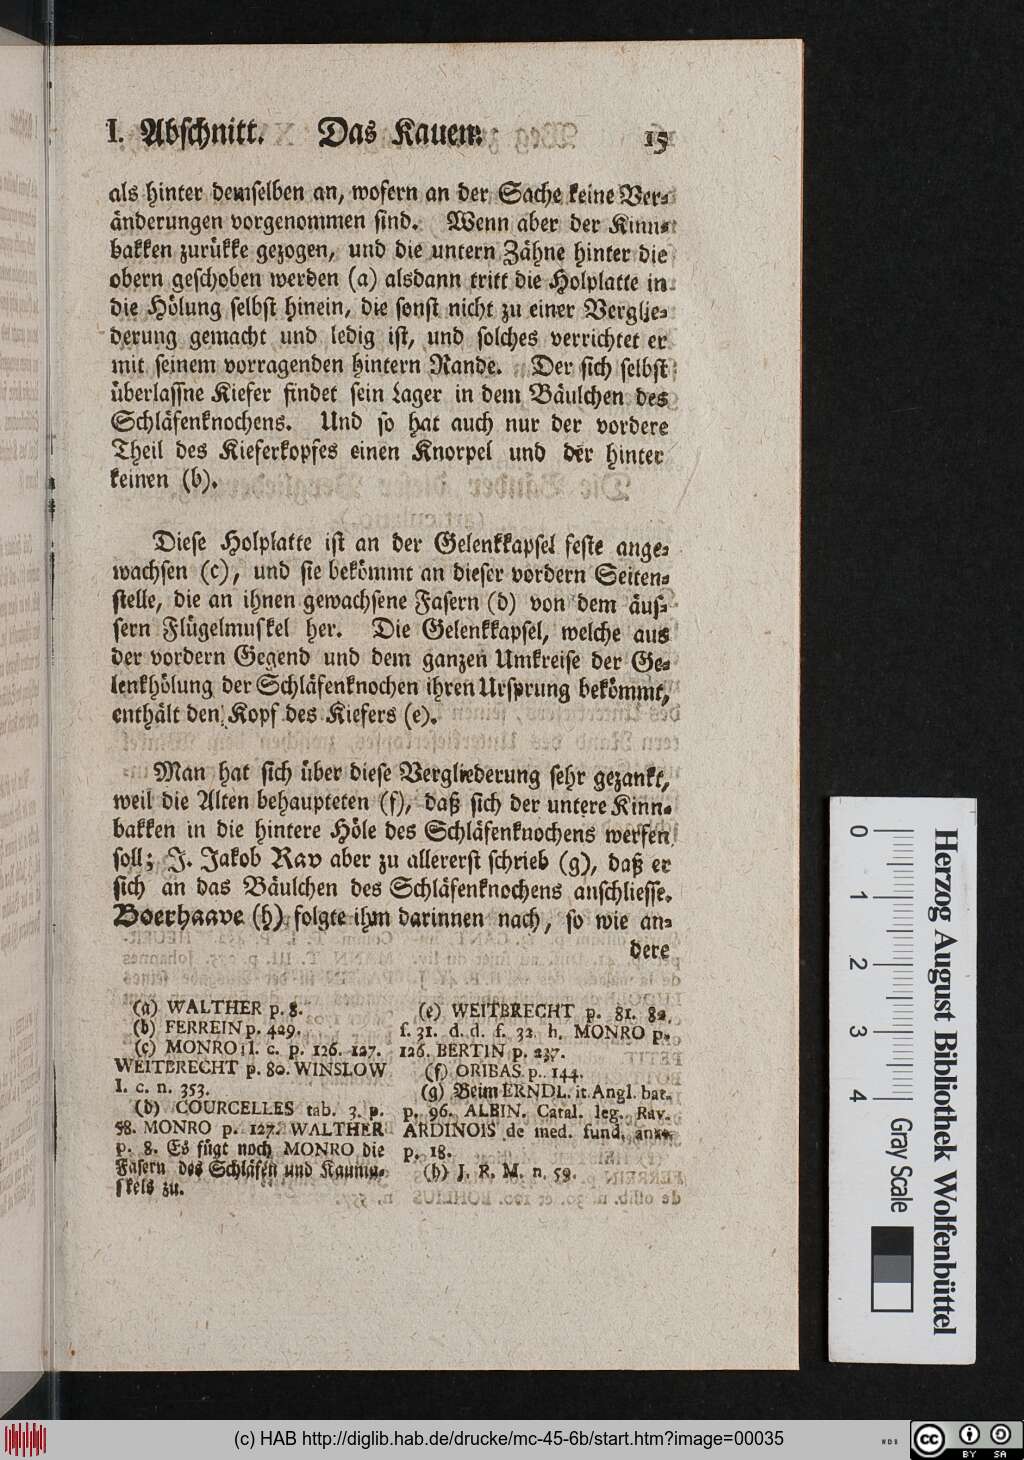 I. Abschnitt. Das Kauen. 15
als hinter demselben an, wofern an der Sache keine Ver-
änderungen vorgenommen sind. Wenn aber der Kinn-
bakken zurükke gezogen, und die untern Zähne hinter die
obern geschoben werden (a) alsdann tritt die Holplatte in
die Hölung selbst hinein, die sonst nicht zu einer Verglie-
derung gemacht und ledig ist, und solches verrichtet er
mit seinem vorragenden hintern Rande. Der sich selbst
überlassne Kiefer findet sein Lager in dem Bäulchen des
Schläfenknochens. Und so hat auch nur der vordere
Theil des Kieferkopfes einen Knorpel und der hinter
keinen (b).
Diese Holplatte ist an der Gelenkkapsel feste ange-
wachsen (c), und sie bekömmt an dieser vordern Seiten-
stelle, die an ihnen gewachsene Fasern (d) von dem äus-
sern Flügelmuskel her. Die Gelenkkapsel, welche aus
der vordern Gegend und dem ganzen Umkreise der Ge-
lenkhölung der Schläfenknochen ihren Ursprung bekömmt,
enthält den Kopf des Kiefers (e).
Man hat sich über diese Vergliederung sehr gezankt,
weil die Alten behaupteten (f), daß sich der untere Kinn-
bakken in die hintere Höle des Schläfenknochens werfen
soll; J. Jakob Rav aber zu allererst schrieb (g), daß er
sich an das Bäulchen des Schläfenknochens anschliesse.
Boerhaave (h) folgte ihm darinnen nach, so wie an-
dere
(a) WALTHER p. 8.
(b) FERREIN p. 429.
(c) MONRO l. c. p. 126. 127.
WEITBRECHT p. 80. WINSLOW
I. c. n. 353.
(d) COURCELLES tab. 3. p.
58. MONRO p. 127. WALTHER
p. 8. Es fügt noch MONRO die
Fasern des Schläfen und Kaumu-
skels zu.
(e) WEITBRECHT p. 81. 82.
f. 31. d. d. f. 32. h. MONRO p.
126. BERTIN p. 237.
(f) ORIBAS p. 144.
(g) Beim ERNDL. it. Angl. bat.
p. 96. ALBIN. Catal. leg. Rav.
ARDINOIS de med. fund.
p. 18.
(h) J. R. M. n. 59.
Herzog August Bibliothek Wolfenbüttel
0 1 2 3 4
Gray Scale
(c) HAB http://diglib.hab.de/drucke/mc-45-6b/start.htm?image=00035
WDB
cc BY SA